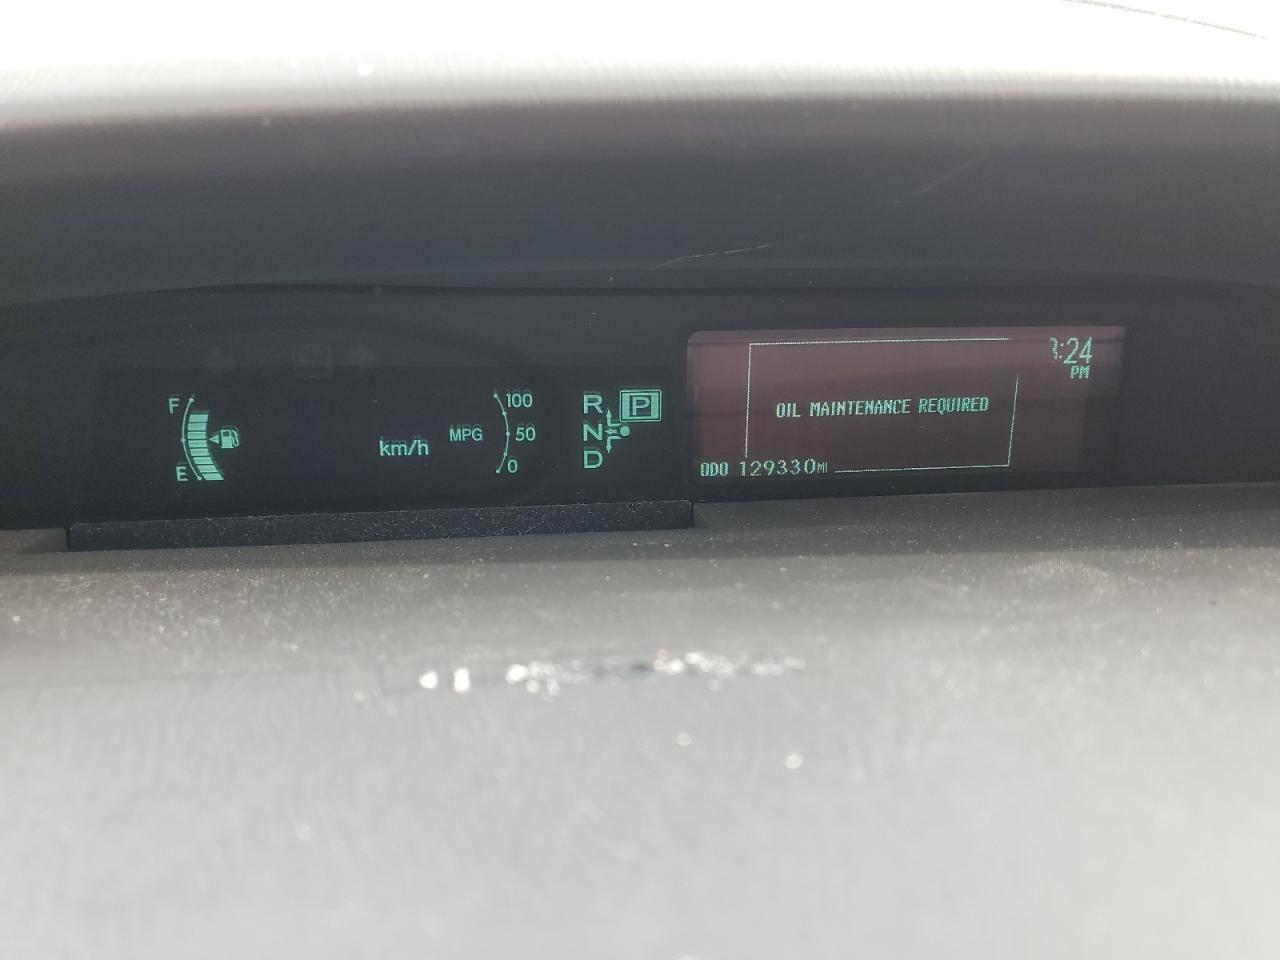 F
E
km/h
MPG
100
50
0
R
N
D
P
:24
PM
OIL MAINTENANCE REQUIRED
ODO 129330MI